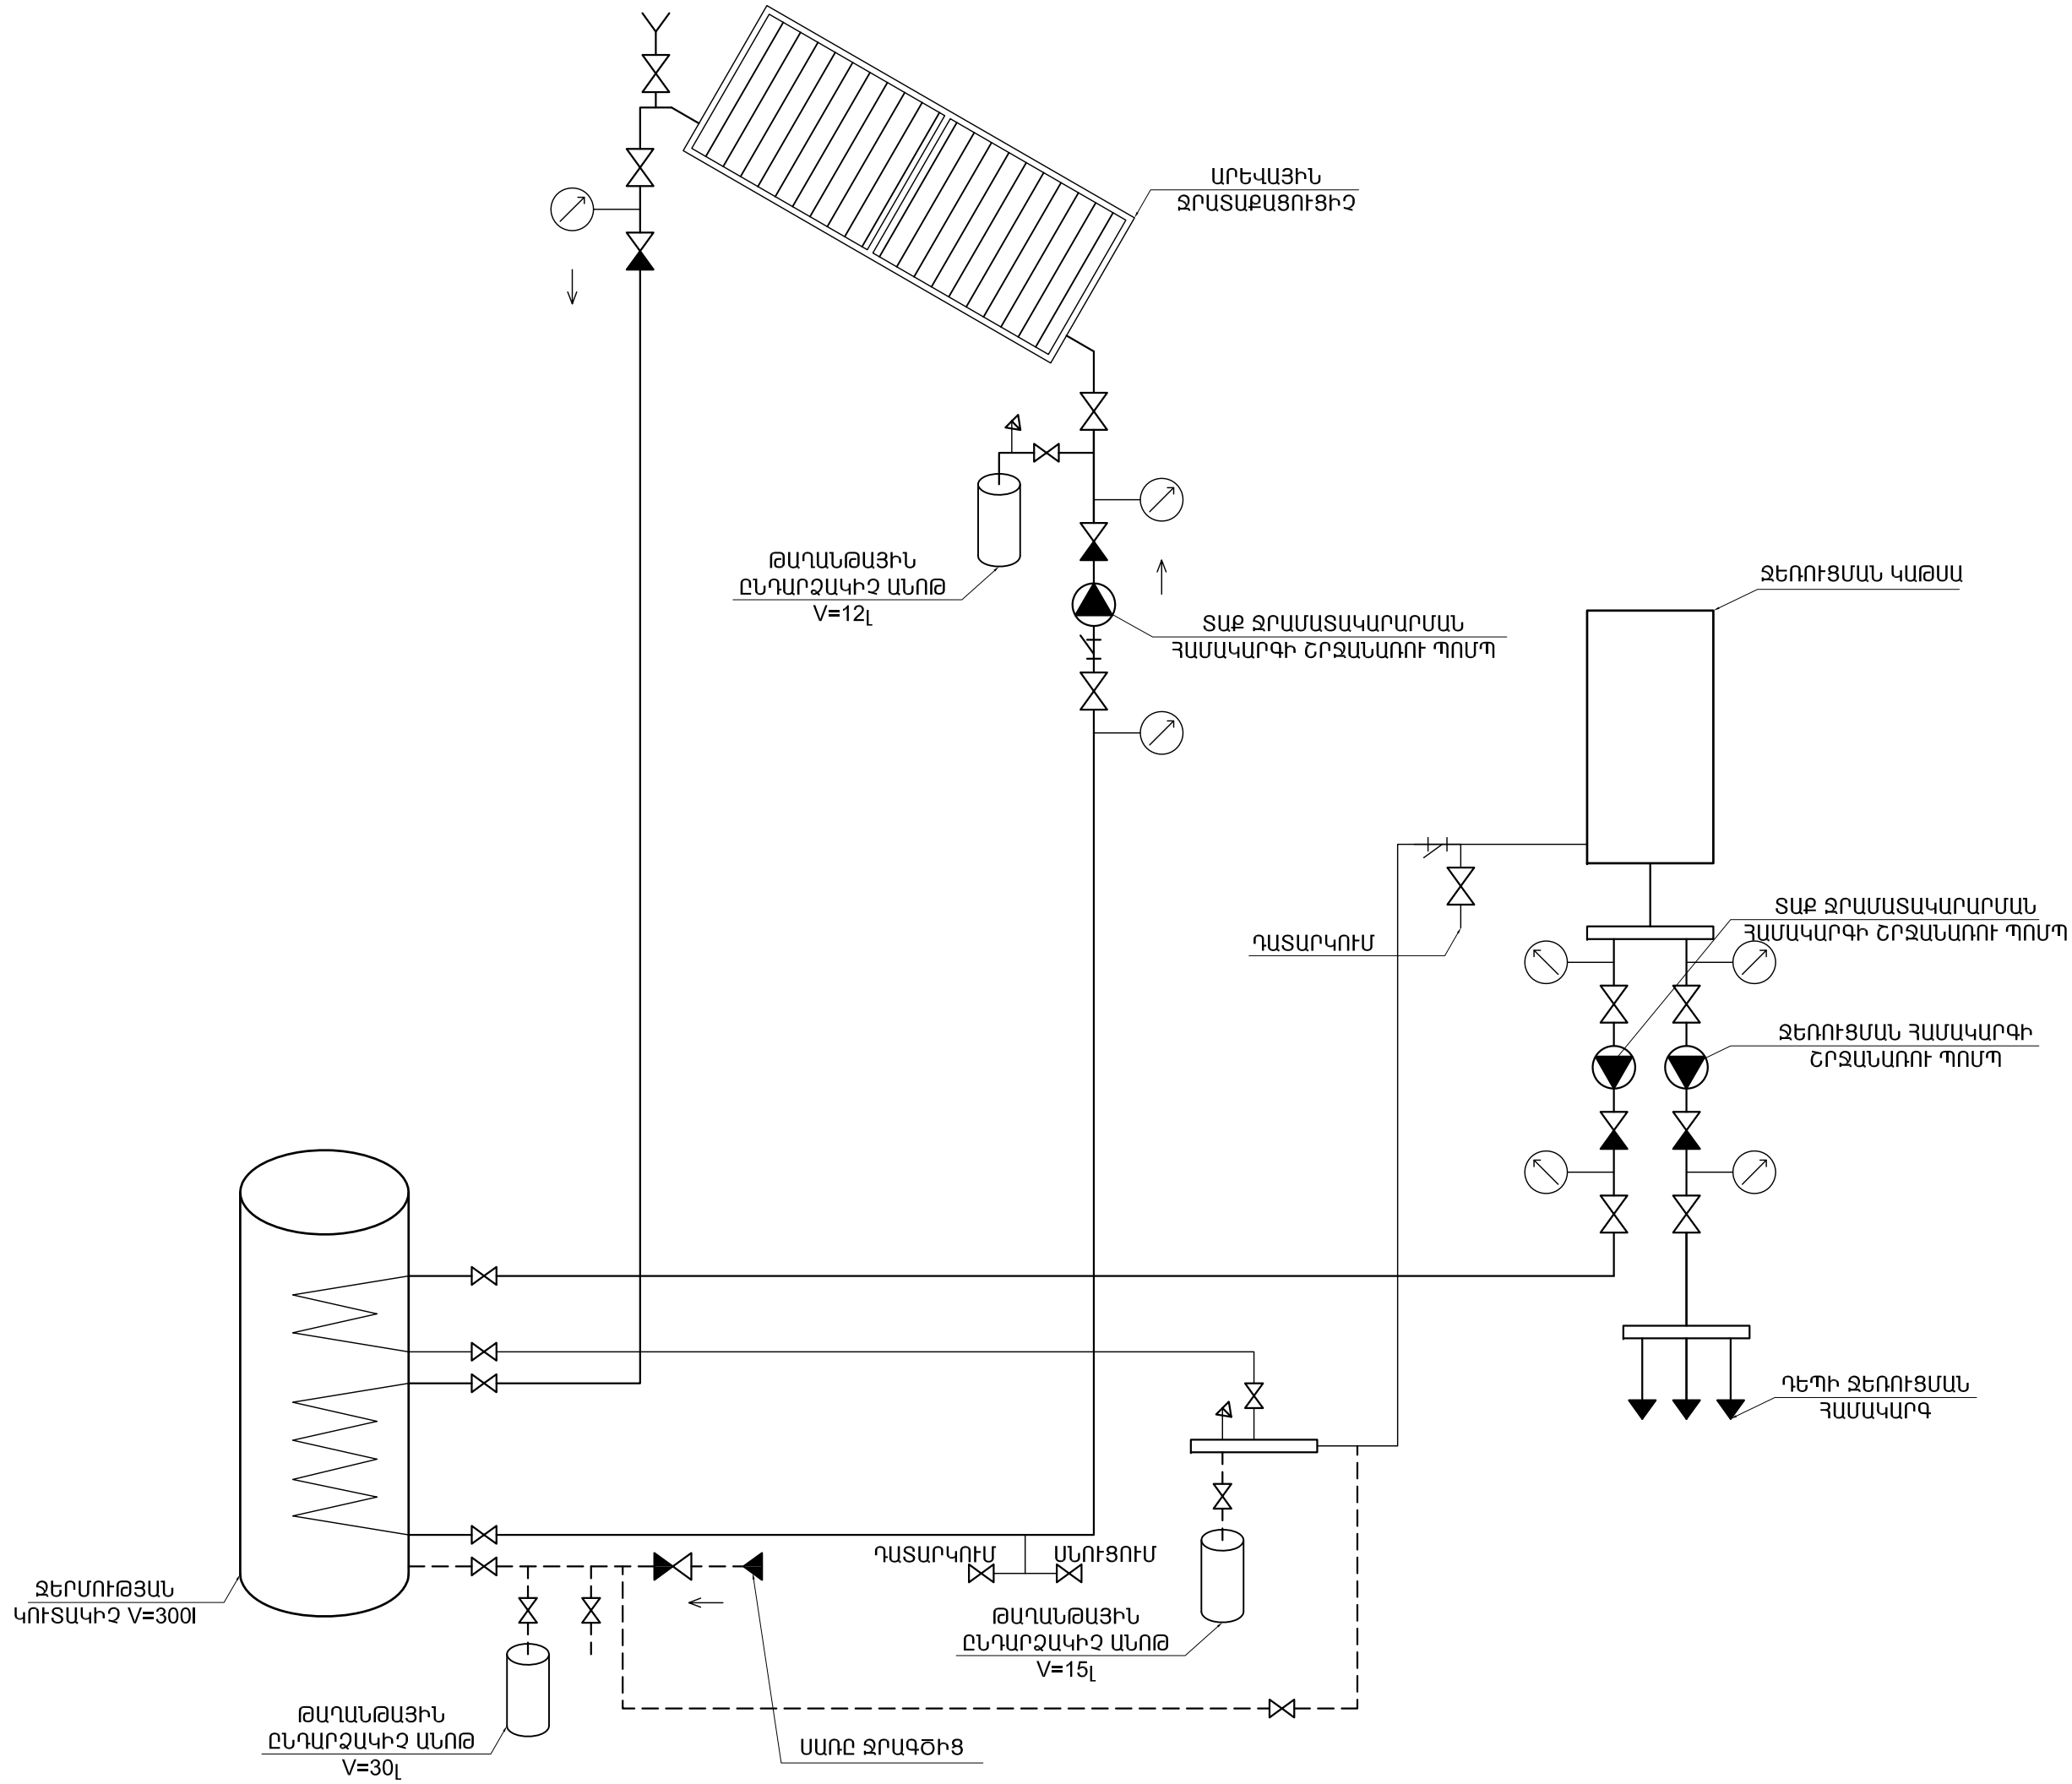 ԱՐԵՎԱՅԻՆ
ՋՐԱՏԱՔԱՑՈՒՑԻՉ
ԹԱՂԱՆԹԱՅԻՆ
ԸՆԴԱՐՁԱԿԻՉ ԱՆՈԹ
V=12լ
ՏԱՔ ՋՐԱՄԱՏԱԿԱՐԱՐՄԱՆ
ՀԱՄԱԿԱՐԳԻ ՇՐՋԱՆԱՌՈՒ ՊՈՄՊ
ՋԵՌՈՒՑՄԱՆ ԿԱԹՍԱ
ՏԱՔ ՋՐԱՄԱՏԱԿԱՐԱՐՄԱՆ
ՀԱՄԱԿԱՐԳԻ ՇՐՋԱՆԱՌՈՒ ՊՈՄՊ
ԴԱՏԱՐԿՈՒՄ
ՋԵՌՈՒՑՄԱՆ ՀԱՄԱԿԱՐԳԻ
ՇՐՋԱՆԱՌՈՒ ՊՈՄՊ
ԴԵՊԻ ՋԵՌՈՒՑՄԱՆ
ՀԱՄԱԿԱՐԳ
ԴԱՏԱՐԿՈՒՄ
ՍՆՈՒՑՈՒՄ
ՋԵՐՄՈՒԹՅԱՆ
ԿՈՒՏԱԿԻՉ V=300l
ԹԱՂԱՆԹԱՅԻՆ
ԸՆԴԱՐՁԱԿԻՉ ԱՆՈԹ
V=15լ
ԹԱՂԱՆԹԱՅԻՆ
ԸՆԴԱՐՁԱԿԻՉ ԱՆՈԹ
V=30լ
ՍԱՌԸ ՋՐԱԳԾԻՑ